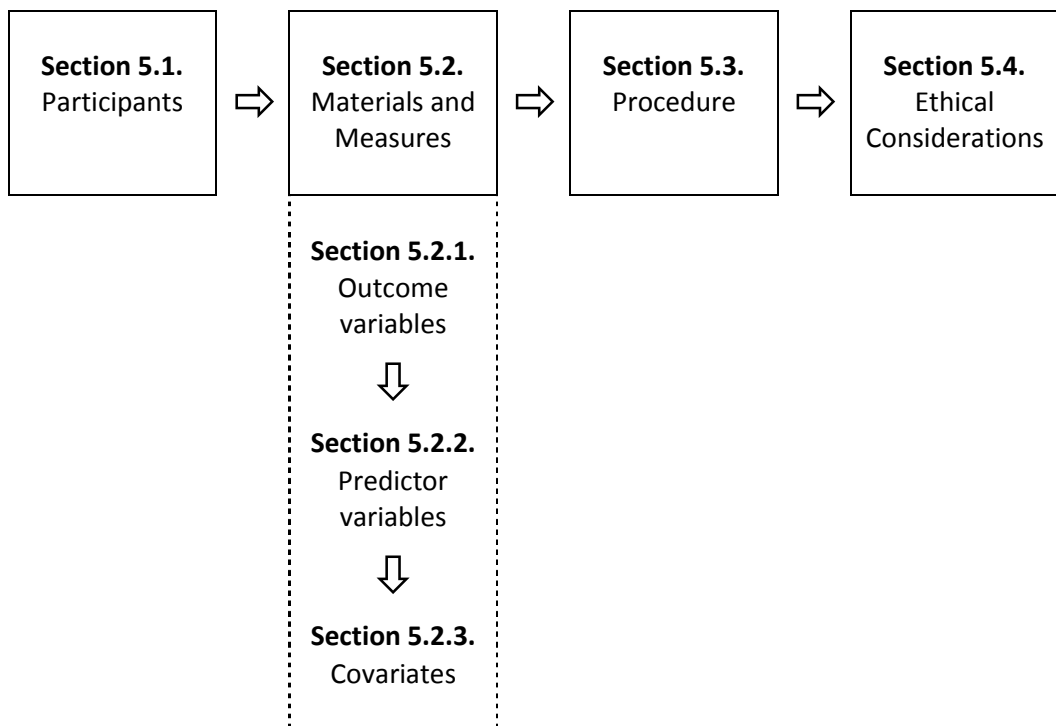 Section 5.1.
Participants
Section 5.2.
Materials and
Measures
Section 5.3.
Procedure
Section 5.4.
Ethical
Considerations
Section 5.2.1.
Outcome
variables
Section 5.2.2.
Predictor
variables
Section 5.2.3.
Covariates